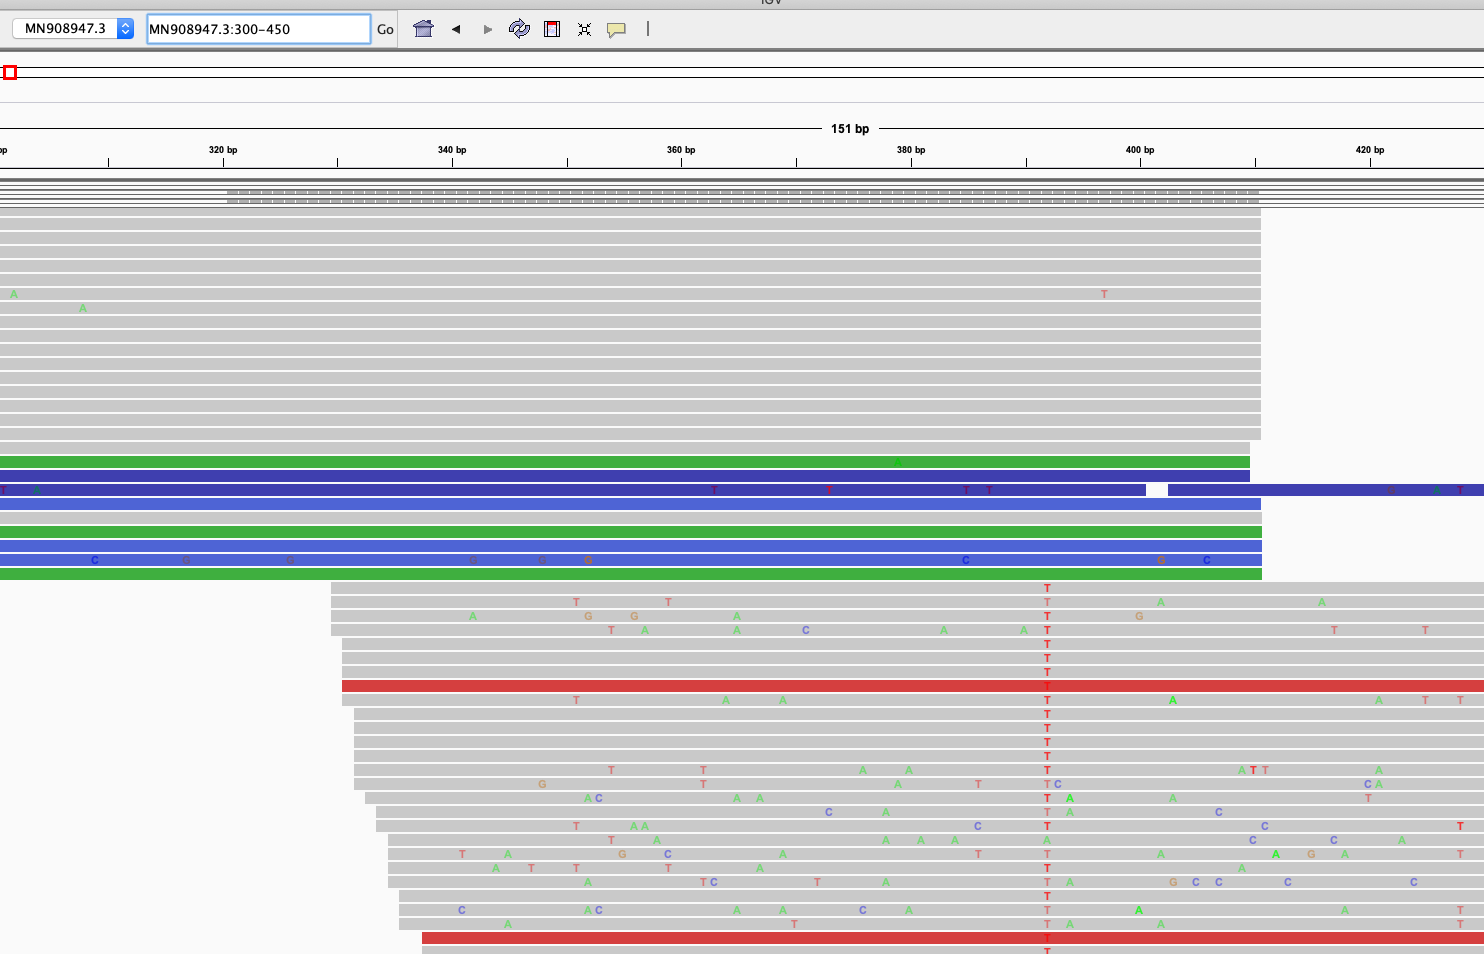 IGV
MN908947.3 MN908947.3:300-450 Go
151 bp
bp 320 bp 340 bp 360 bp 380 bp 400 bp 420 bp
A T
A
A
T A T T T T G A T
C G G G G G C G C
T
T T T A A
A G G A T G
T A A C A A T T T
T
T
T
T
T A A T A A T T
T
T
T
T
T T A A T A T T A
G T A T T C C A
A C A A T A A T
C A T A C
T A A C T C T
T A A A A A C C A
T A G C A T T A A G A T
A T T T A T A
A T C T A T A G C C C C
T
C A C A A C A T A A T
A T T A A T
T
T